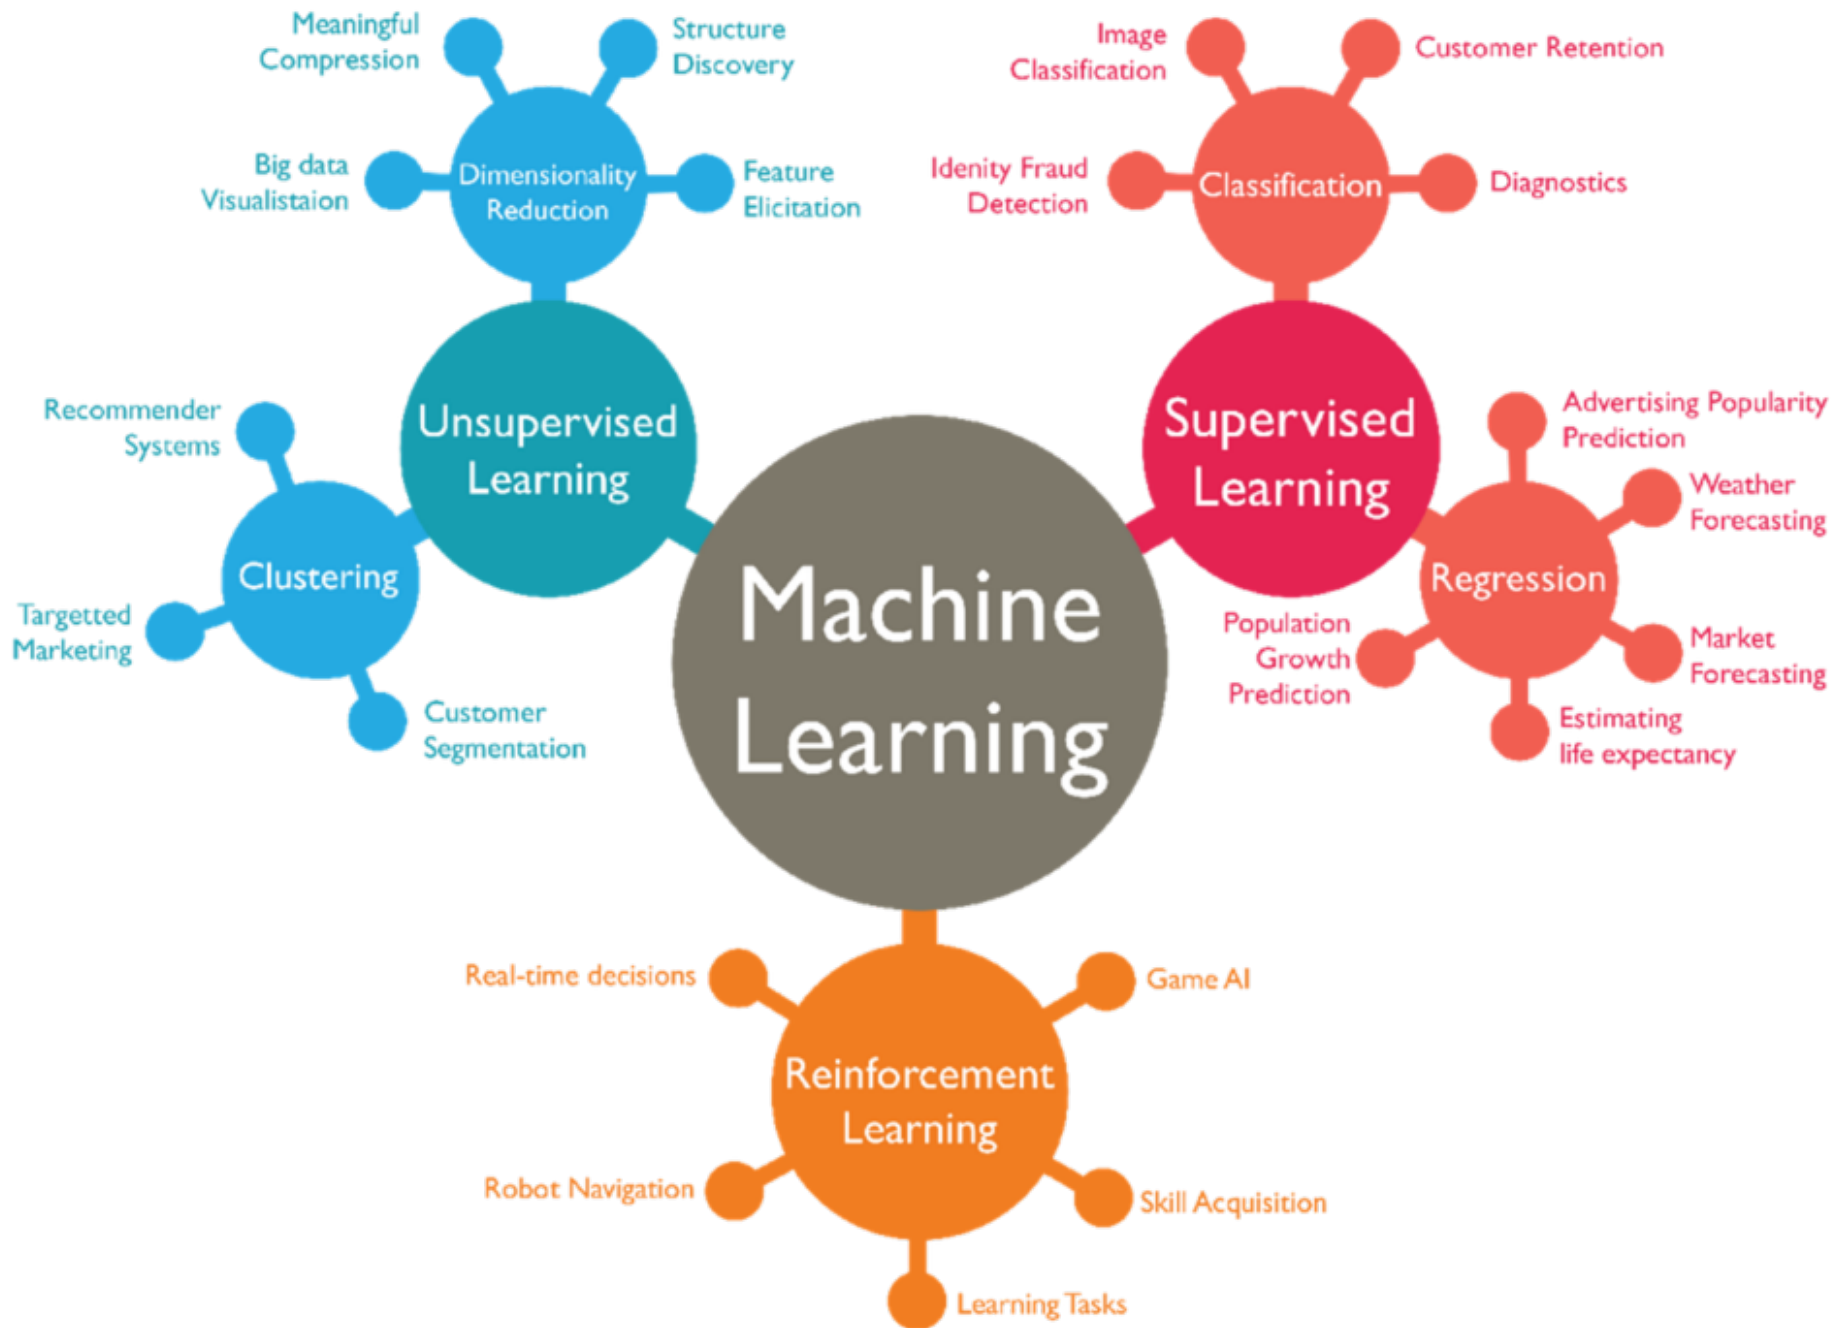 Meaningful
Compression
Structure
Discovery
Big data
Visualistaion
Dimensionality
Reduction
Feature
Elicitation
Image
Classification
Customer Retention
Idenity Fraud
Detection
Classification
Diagnostics
Unsupervised
Learning
Recommender
Systems
Clustering
Targetted
Marketing
Customer
Segmentation
Machine
Learning
Supervised
Learning
Advertising Popularity
Prediction
Weather
Forecasting
Regression
Population
Growth
Prediction
Market
Forecasting
Estimating
life expectancy
Real-time decisions
Game AI
Reinforcement
Learning
Robot Navigation
Skill Acquisition
Learning Tasks